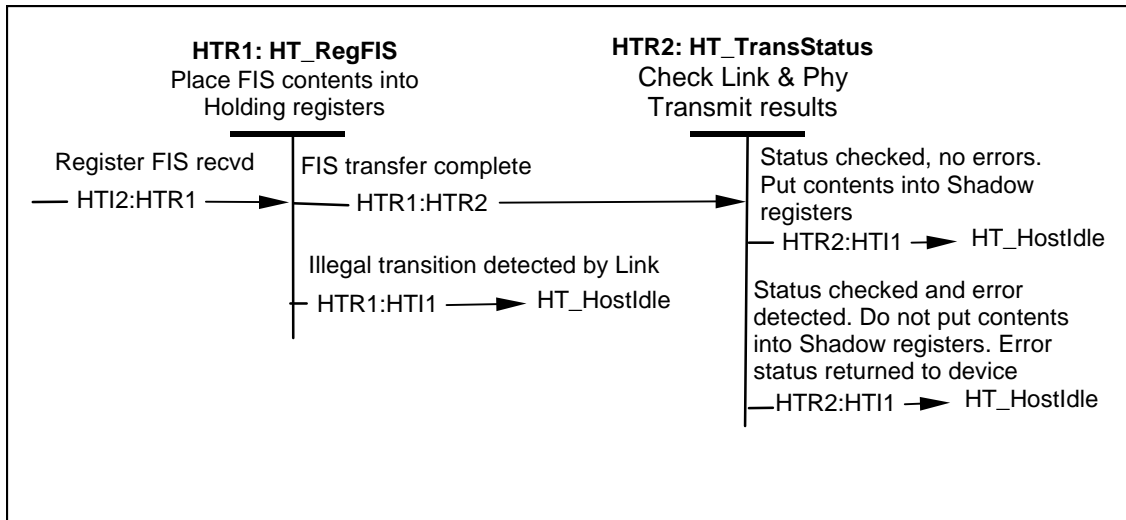 HTR1: HT_RegFIS
Place FIS contents into
Holding registers
HTR2: HT_TransStatus
Check Link & Phy
Transmit results
Register FIS recvd
HTI2:HTR1
FIS transfer complete
HTR1:HTR2
Illegal transition detected by Link
HTR1:HTI1
HT_HostIdle
Status checked, no errors.
Put contents into Shadow
registers
HTR2:HTI1
HT_HostIdle
Status checked and error
detected. Do not put contents
into Shadow registers. Error
status returned to device
HTR2:HTI1
HT_HostIdle